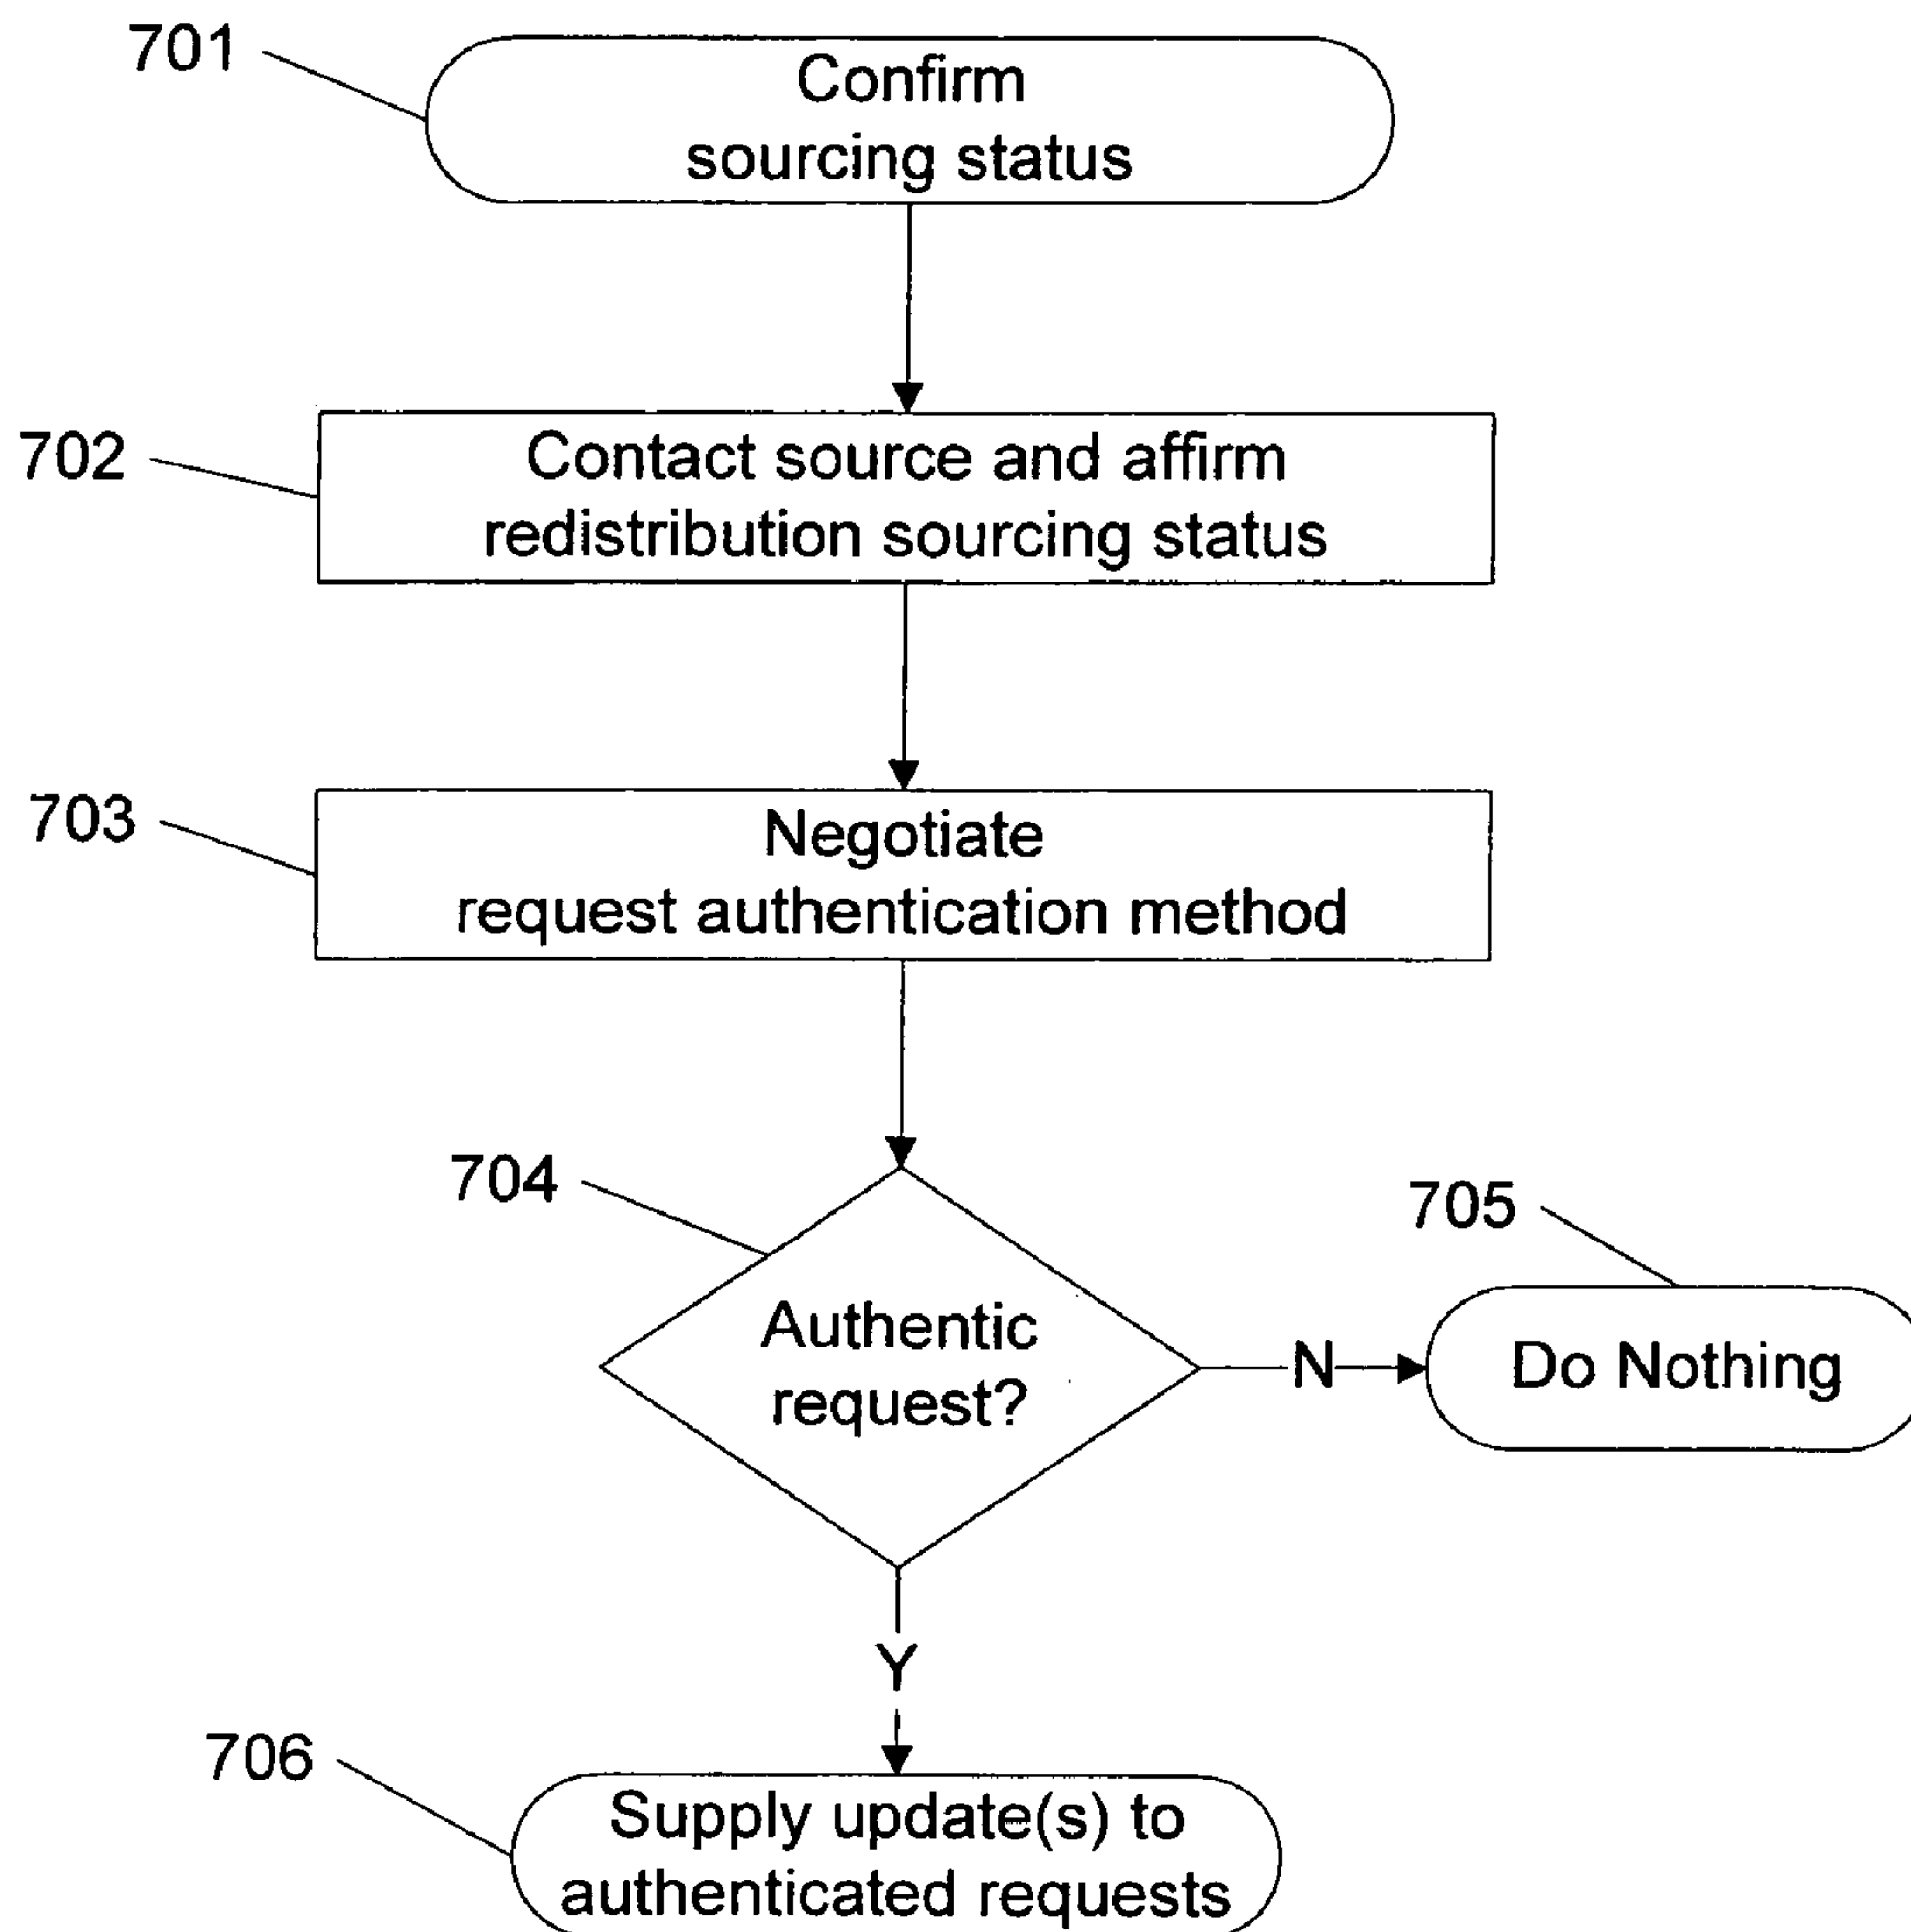 701
Confirm
sourcing status
702
Contact source and affirm
redistribution sourcing status
703
Negotiate
request authentication method
704
Authentic
request?
705
N
Do Nothing
Y
706
Supply update(s) to
authenticated requests